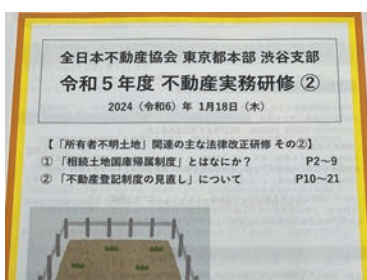 全日本不動産協会 東京都本部 渋谷支部
令和5年度 不動産実務研修 ②
2024（令和6）年 1月18日（木）
【「所有者不明土地」関連の主な法律改正研修 その②】
① 「相続土地国庫帰属制度」とはなにか？ P2〜9
② 「不動産登記制度の見直し」について P10〜21